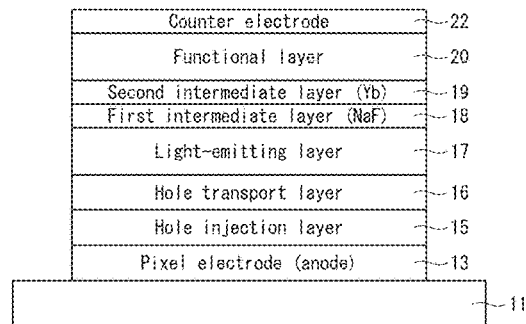 Counter electrode 22
Functional layer 20
Second intermediate layer (Yb) 19
First intermediate layer (NaF) 18
Light-emitting layer 17
Hole transport layer 16
Hole injection layer 15
Pixel electrode (anode) 13
11